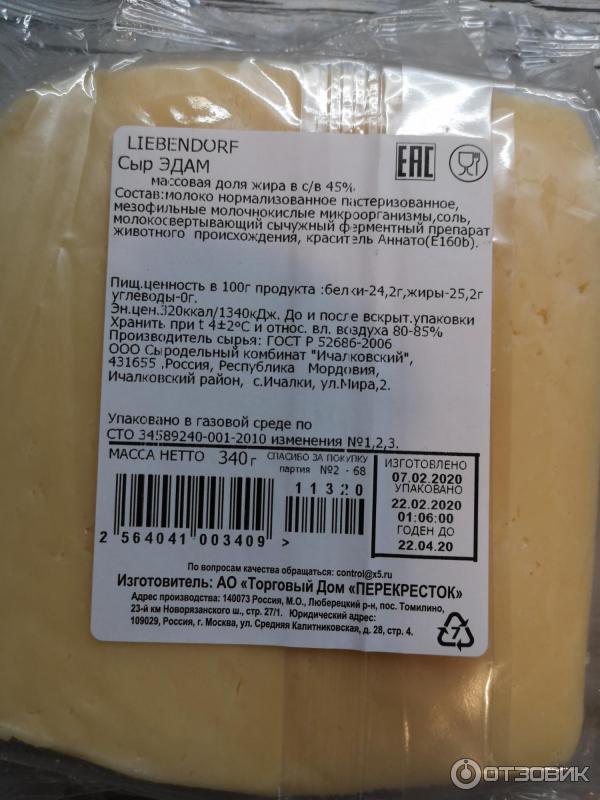 LIEBENDORF
Сыр ЭДАМ
массовая доля жира в с/в 45%
Состав:молоко нормализованное пастеризованное,
мезофильные молочнокислые микроорганизмы,соль,
молокосвертывающий сычужный ферментный препарат
животного происхождения, краситель Аннато(Е160b).
EAC
Пищ.ценность в 100г продукта :белки-24,2г,жиры-25,2г
углеводы-0г.
Эн.цен.320ккал/1340кДж. До и после вскрыт.упаковки
Хранить при t 4±2°С и относ. вл. воздуха 80-85%
Производитель сырья: ГОСТ Р 52686-2006
ООО Сыродельный комбинат "Ичалковский",
431655 ,Россия, Республика Мордовия,
Ичалковский район, с.Ичалки, ул.Мира,2.
Упаковано в газовой среде по
СТО 34589240-001-2010 изменения №1,2,3.
МАССА НЕТТО 340г
СПАСИБО ЗА ПОКУПКУ
партия №2 - 68
11320
2 564041 003409 >
ИЗГОТОВЛЕНО
07.02.2020
УПАКОВАНО
22.02.2020
01:06:00
ГОДЕН ДО
22.04.20
По вопросам качества обращаться: control@x5.ru
Изготовитель: АО «Торговый Дом «ПЕРЕКРЕСТОК»
Адрес производства: 140073 Россия, М.О., Люберецкий р-н, пос. Томилино,
23-й км Новорязанского ш., стр. 27/1. Юридический адрес:
109029, Россия, г. Москва, ул. Средняя Калитниковская, д. 28, стр. 4.
7
ОТЗОВИК